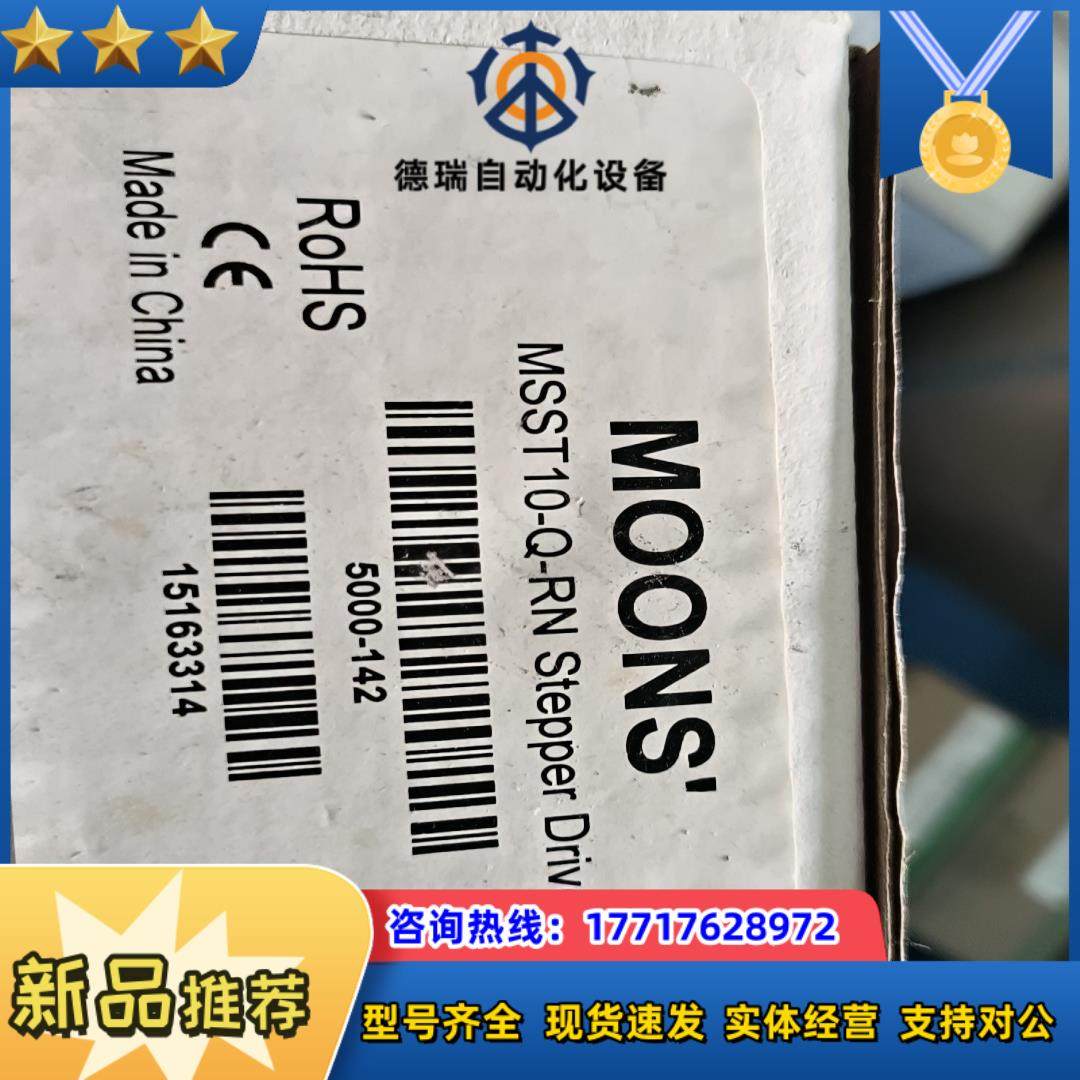 德瑞自动化设备
MOONS'
MSST10-Q-RN Stepper Driv
5000-142
15163314
RoHS
CE
Made in China
咨询热线：17717628972
新品推荐
型号齐全 现货速发 实体经营 支持对公